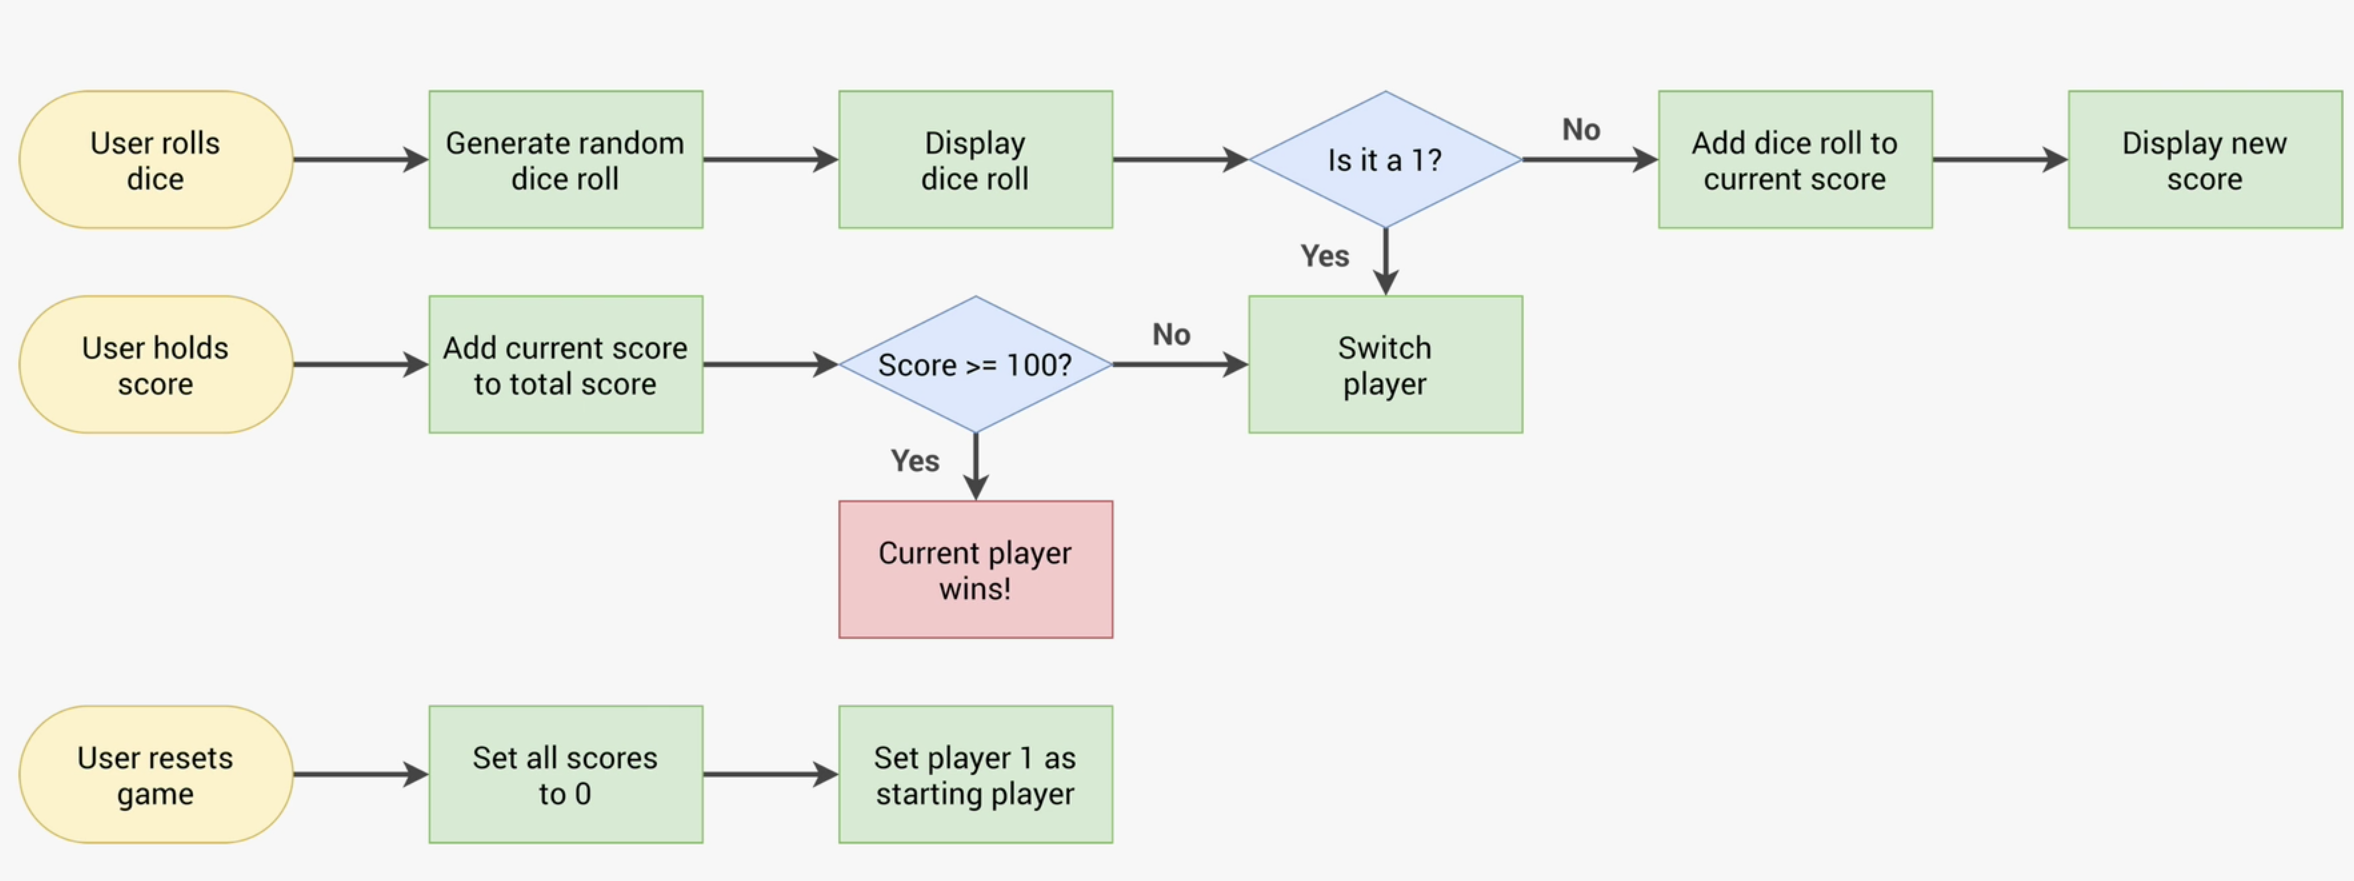 User rolls
dice
Generate random
dice roll
Display
dice roll
Is it a 1?
No
Add dice roll to
current score
Display new
score
Yes
User holds
score
Add current score
to total score
Score >= 100?
No
Switch
player
Yes
Current player
wins!
User resets
game
Set all scores
to 0
Set player 1 as
starting player